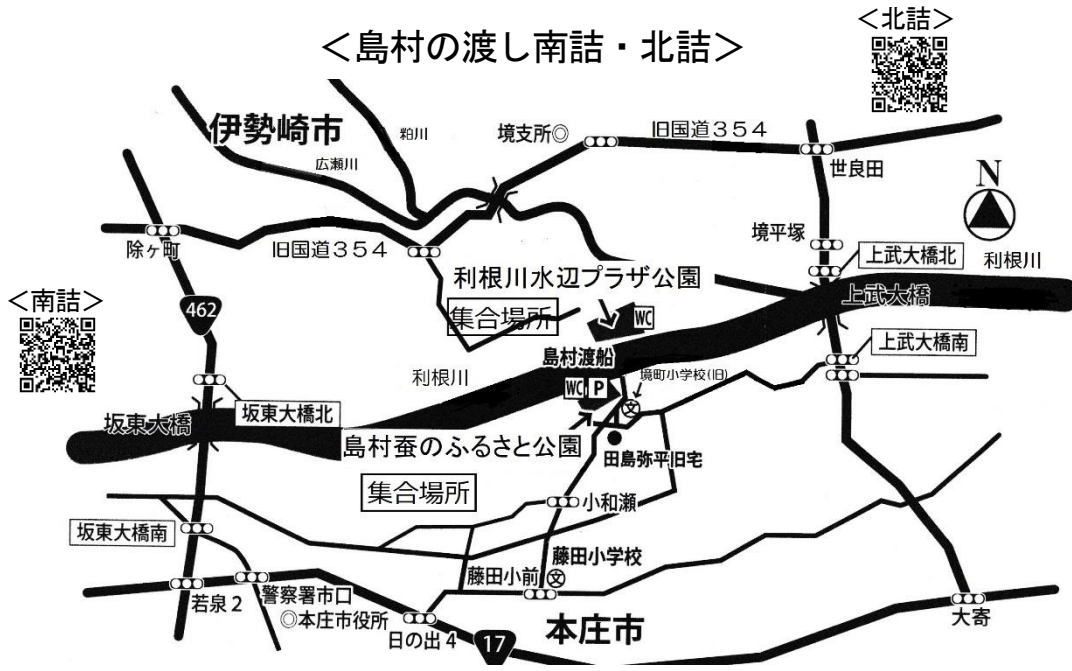 <北詰>
<島村の渡し南詰・北詰>
伊勢崎市
粕川
広瀬川
境支所◎
旧国道354
世良田
N
除ヶ町
旧国道354
境平塚
上武大橋北
利根川
利根川水辺プラザ公園
<南詰>
462
集合場所
WC
上武大橋
島村渡船
上武大橋南
利根川
WC
P
境町小学校(旧)
文
坂東大橋
坂東大橋北
島村蚕のふるさと公園
田島弥平旧宅
集合場所
小和瀬
坂東大橋南
藤田小学校
藤田小前
文
若泉2
警察署市口
◎本庄市役所
日の出4
17
本庄市
大寄